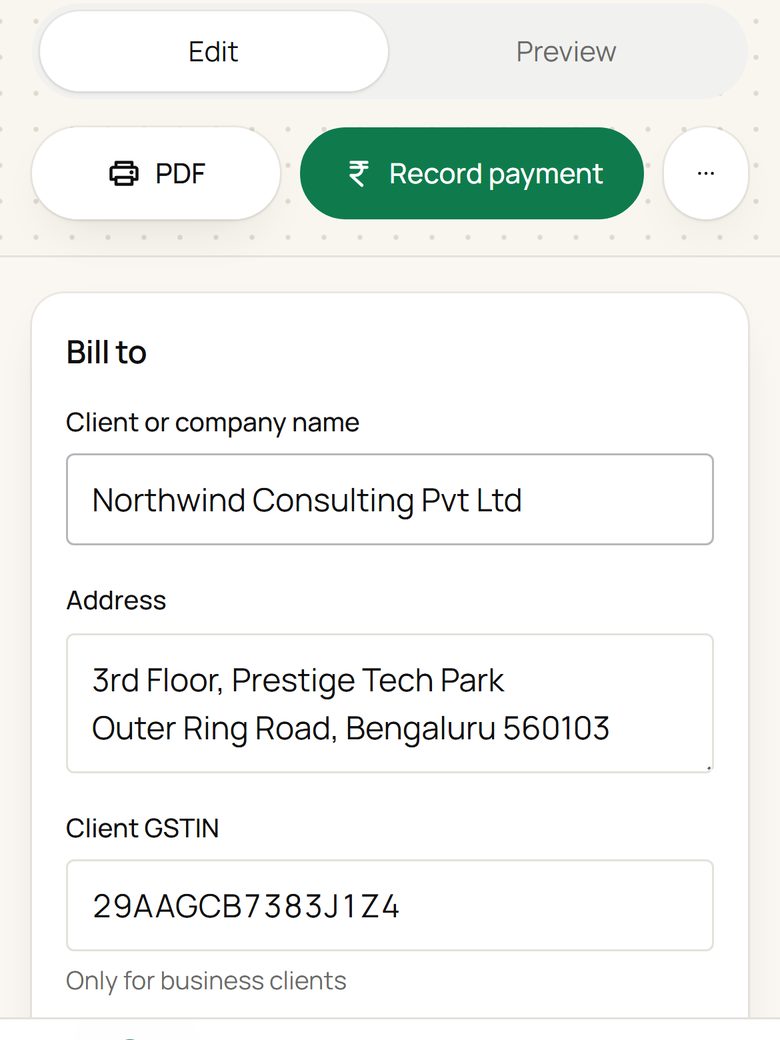 Edit
Preview
PDF
₹ Record payment
...
Bill to
Client or company name
Northwind Consulting Pvt Ltd
Address
3rd Floor, Prestige Tech Park
Outer Ring Road, Bengaluru 560103
Client GSTIN
29AAGCB7383J1Z4
Only for business clients